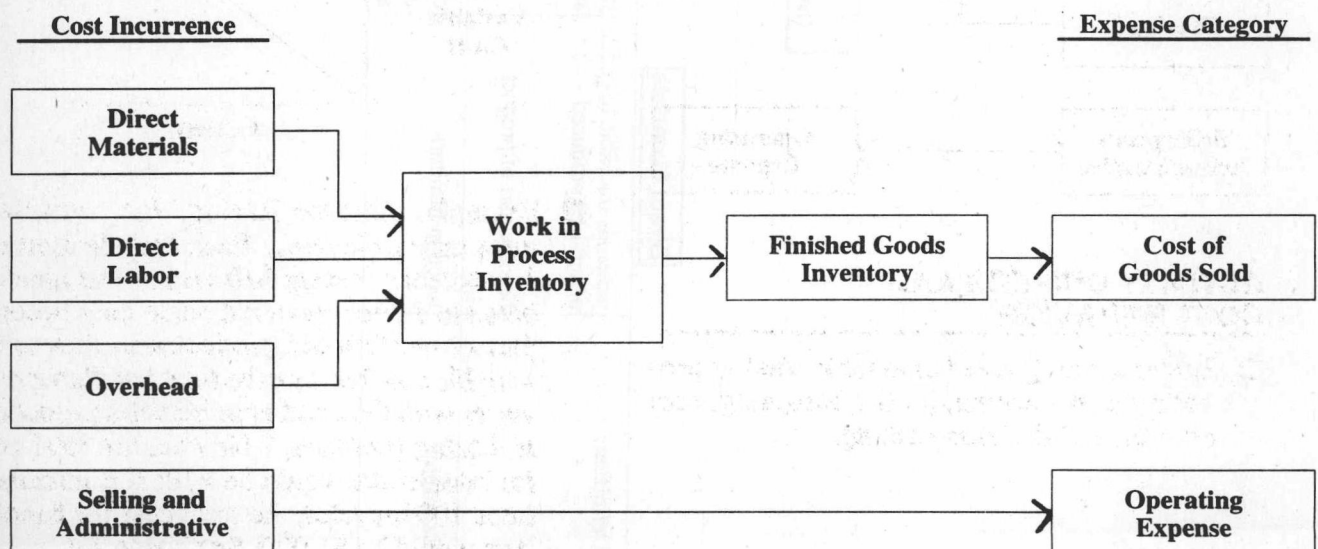 Cost Incurrence
Expense Category
Direct
Materials
Direct
Labor
Overhead
Selling and
Administrative
Work in
Process
Inventory
Finished Goods
Inventory
Cost of
Goods Sold
Operating
Expense